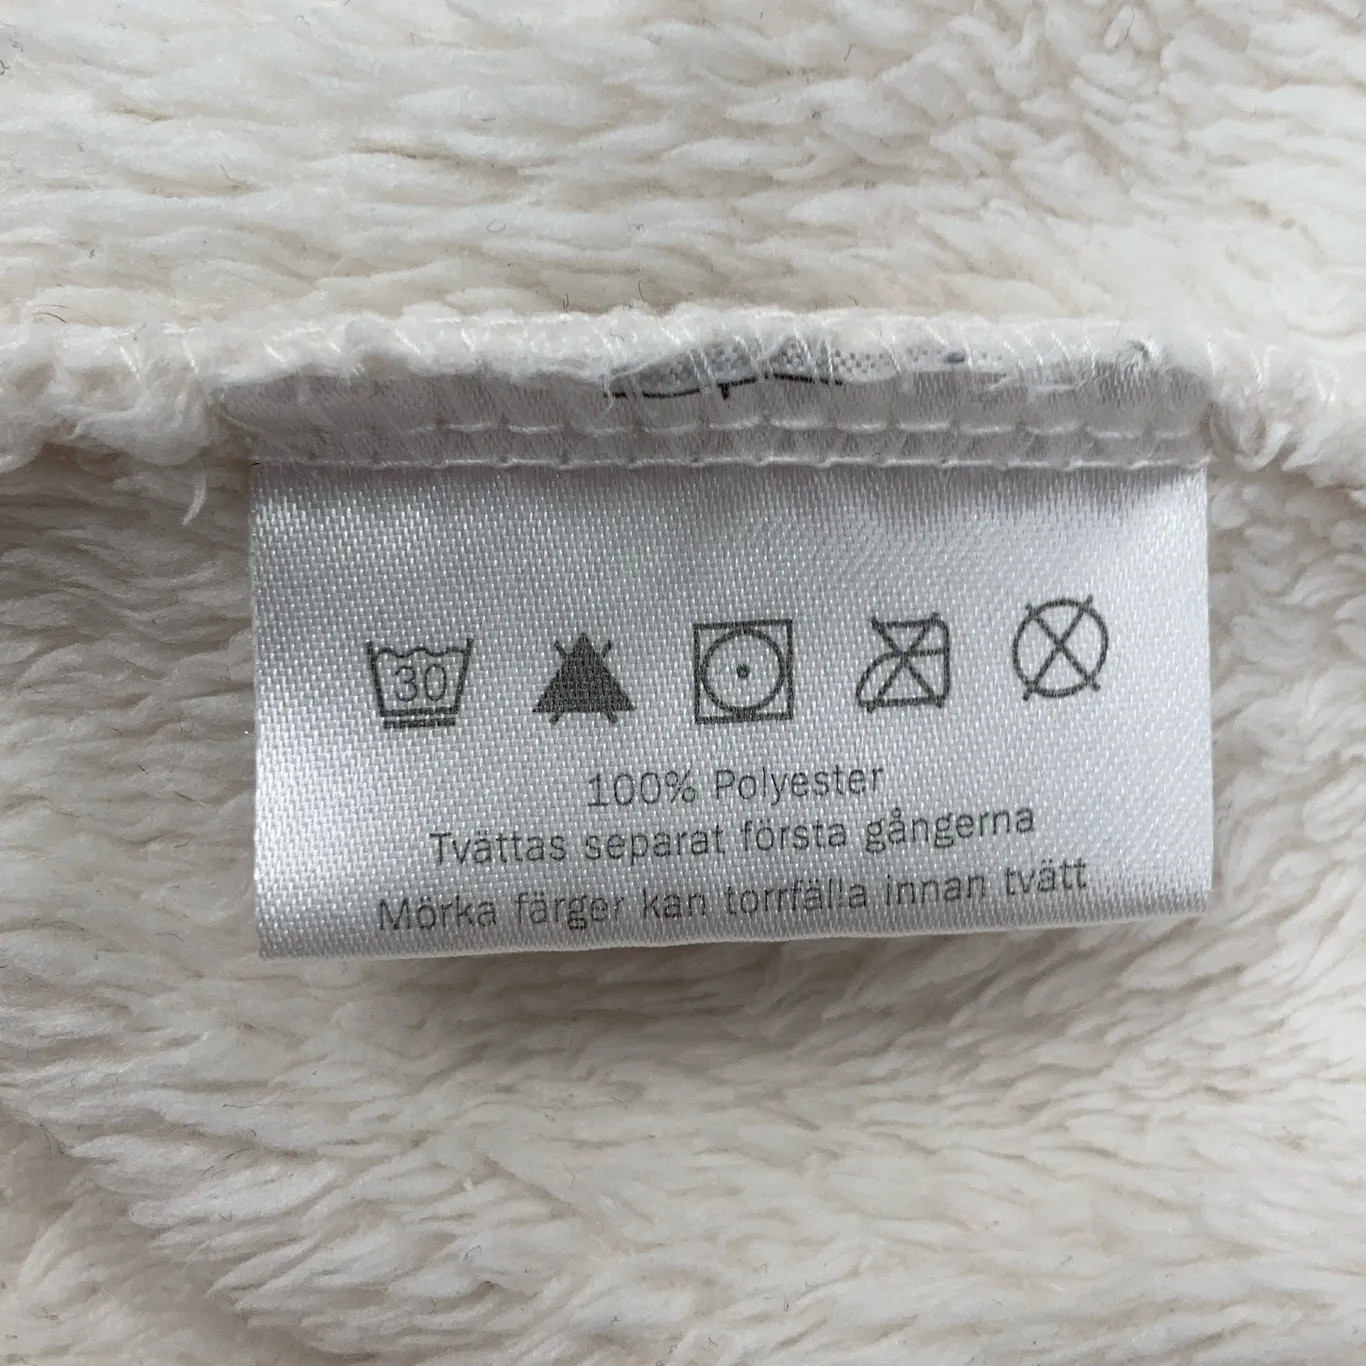 30
100% Polyester
Tvättas separat första gångerna
Mörka färger kan torrfälla innan tvätt